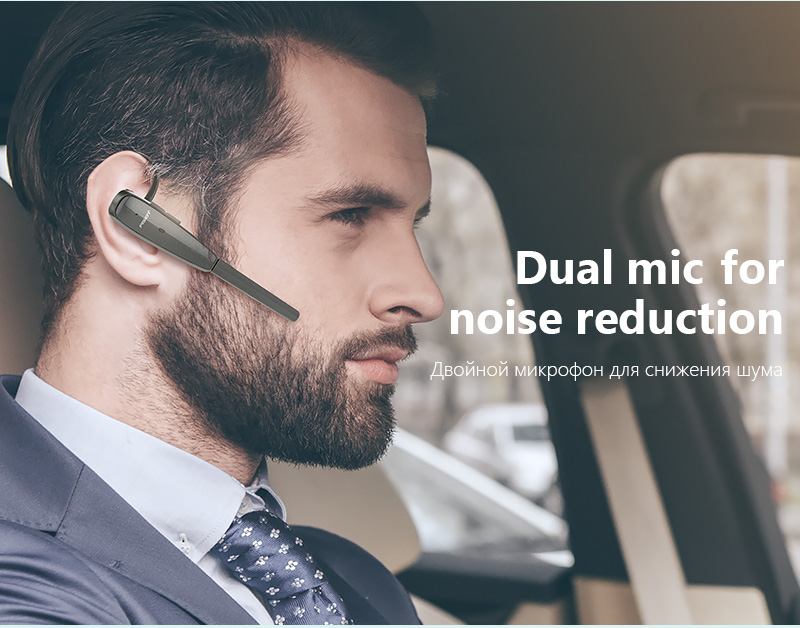 Dual mic for
noise reduction
Двойной микрофон для снижения шума